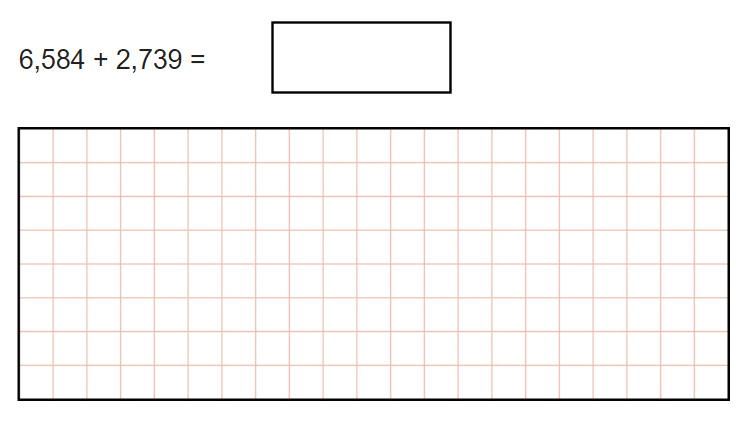 6,584 + 2,739 =